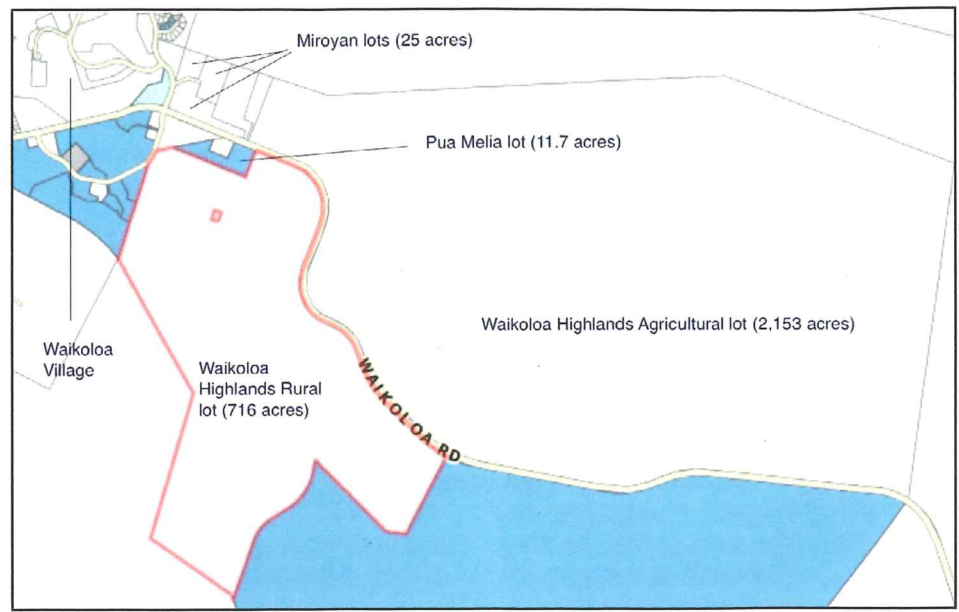 Miroyan lots (25 acres)
Pua Melia lot (11.7 acres)
Waikoloa Highlands Agricultural lot (2,153 acres)
Waikoloa
Village
Waikoloa
Highlands Rural
lot (716 acres)
WAIKOLOA RD